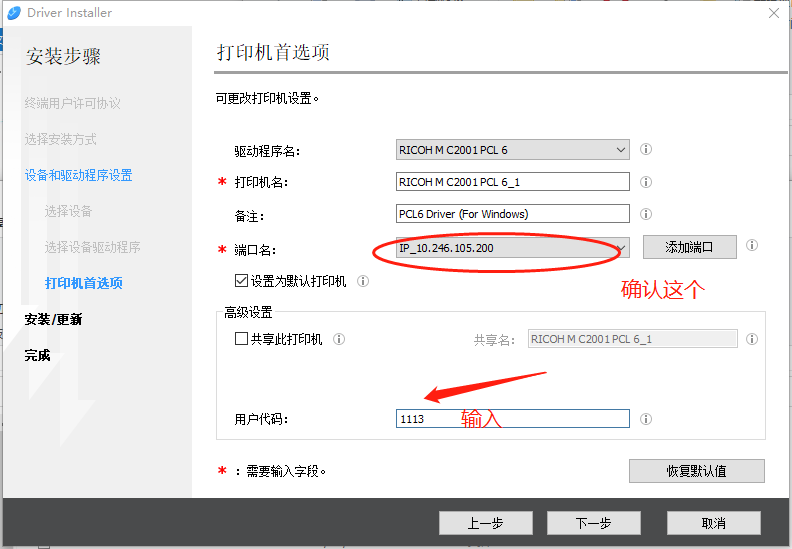 Driver Installer
安装步骤
终端用户许可协议
选择安装方式
设备和驱动程序设置
选择设备
选择设备驱动程序
打印机首选项
安装/更新
完成
打印机首选项
可更改打印机设置。
驱动程序名: RICOH M C2001 PCL 6
* 打印机名: RICOH M C2001 PCL 6_1
备注: PCL6 Driver (For Windows)
* 端口名: IP_10.246.105.200 添加端口
设置为默认打印机
确认这个
高级设置
共享此打印机 共享名: RICOH M C2001 PCL 6_1
用户代码: 1113 输入
* : 需要输入字段。 恢复默认值
上一步 下一步 取消